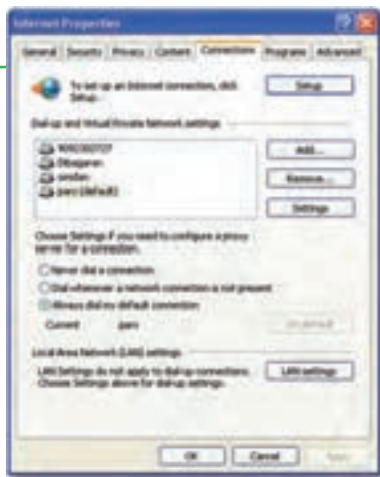 Internet Properties
General Security Privacy Content Connections Programs Advanced
To set up an Internet connection, click
Setup.
Setup...
Dial-up and Virtual Private Network settings
Add...
(default)
Remove...
Settings
Choose Settings if you need to configure a proxy
server for a connection.
Never dial a connection
Dial whenever a network connection is not present
Always dial my default connection
Current
Set Default
Local Area Network (LAN) settings
LAN Settings do not apply to dial-up connections.
Choose Settings above for dial-up settings.
LAN Settings
OK
Cancel
Apply